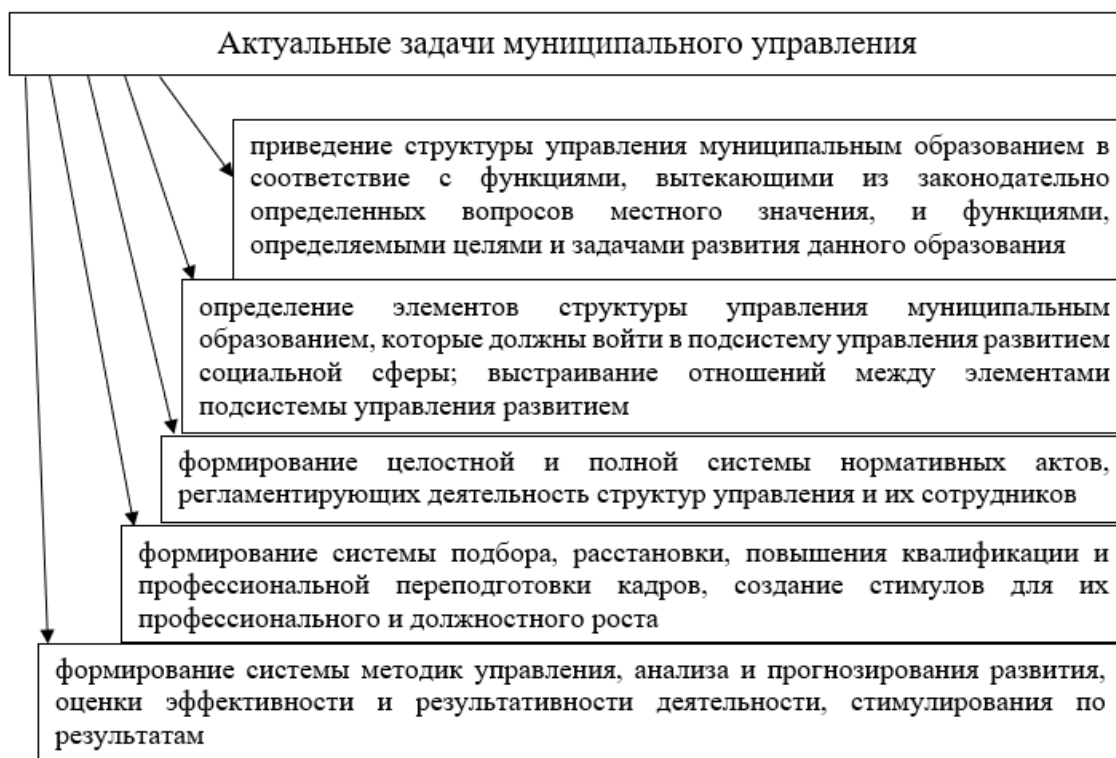 Актуальные задачи муниципального управления
приведение структуры управления муниципальным образованием в
соответствие с функциями, вытекающими из законодательно
определенных вопросов местного значения, и функциями,
определяемыми целями и задачами развития данного образования
определение элементов структуры управления муниципальным
образованием, которые должны войти в подсистему управления развитием
социальной сферы; выстраивание отношений между элементами
подсистемы управления развитием
формирование целостной и полной системы нормативных актов,
регламентирующих деятельность структур управления и их сотрудников
формирование системы подбора, расстановки, повышения квалификации и
профессиональной переподготовки кадров, создание стимулов для их
профессионального и должностного роста
формирование системы методик управления, анализа и прогнозирования развития,
оценки эффективности и результативности деятельности, стимулирования по
результатам